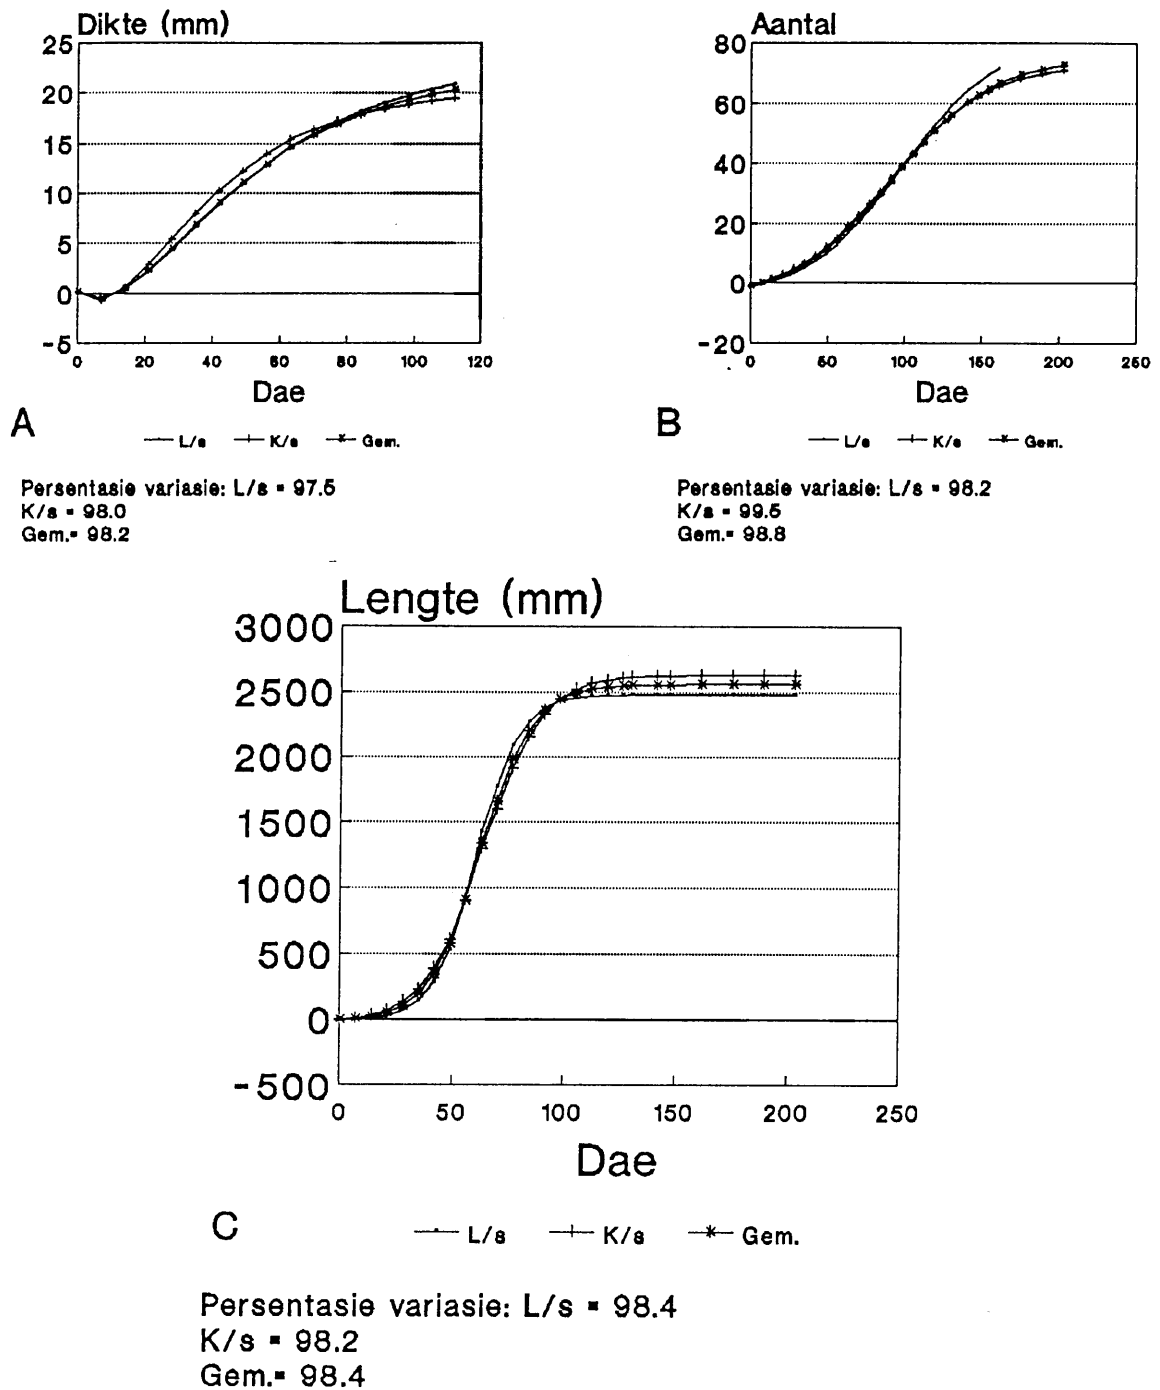 Dikte (mm)
25
20
15
10
5
0
-5
0 20 40 60 80 100 120
Dae
A
L/s K/s Gem.
Persentasie variasie: L/s = 97.5
K/s = 98.0
Gem.= 98.2
Aantal
80
60
40
20
0
-20
0 50 100 150 200 250
Dae
B
L/s K/s Gem.
Persentasie variasie: L/s = 98.2
K/s = 99.5
Gem.= 98.8
Lengte (mm)
3000
2500
2000
1500
1000
500
0
-500
0 50 100 150 200 250
Dae
C
L/s K/s Gem.
Persentasie variasie: L/s = 98.4
K/s = 98.2
Gem.= 98.4